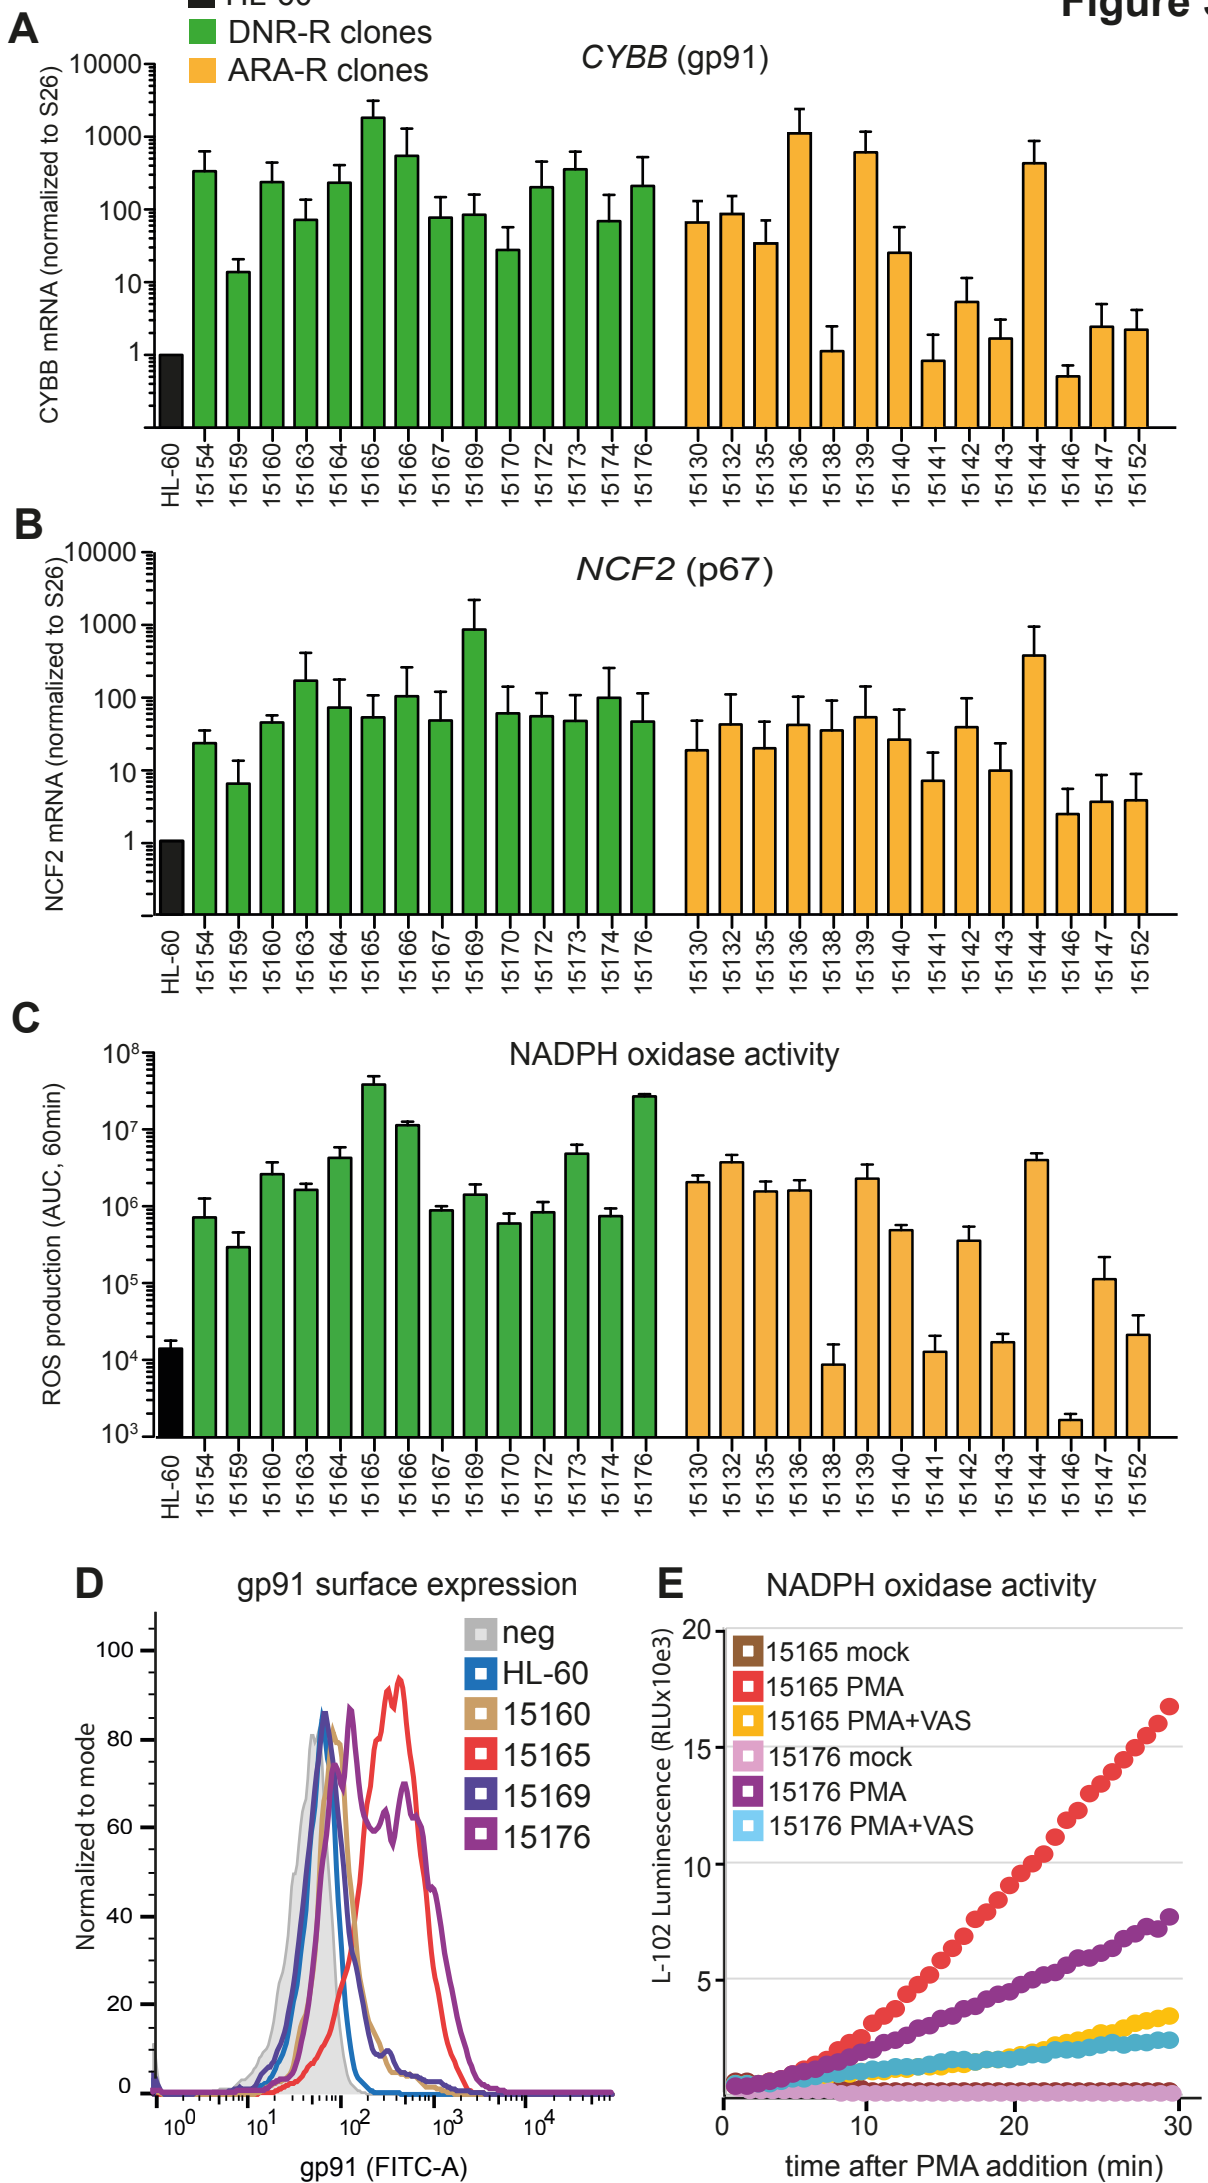 HL-60
Figure
A
DNR-R clones
ARA-R clones
CYBB (gp91)
CYBB mRNA (normalized to S26)
10000
1000
100
10
1
HL-60 15154 15159 15160 15163 15164 15165 15166 15167 15169 15170 15172 15173 15174 15176 15130 15132 15135 15136 15138 15139 15140 15141 15142 15143 15144 15146 15147 15152
B
NCF2 (p67)
NCF2 mRNA (normalized to S26)
10000
1000
100
10
1
HL-60 15154 15159 15160 15163 15164 15165 15166 15167 15169 15170 15172 15173 15174 15176 15130 15132 15135 15136 15138 15139 15140 15141 15142 15143 15144 15146 15147 15152
C
NADPH oxidase activity
ROS production (AUC, 60min)
10⁸
10⁷
10⁶
10⁵
10⁴
10³
HL-60 15154 15159 15160 15163 15164 15165 15166 15167 15169 15170 15172 15173 15174 15176 15130 15132 15135 15136 15138 15139 15140 15141 15142 15143 15144 15146 15147 15152
D
gp91 surface expression
Normalized to mode
100
80
60
40
20
0
neg
HL-60
15160
15165
15169
15176
10⁰ 10¹ 10² 10³ 10⁴
gp91 (FITC-A)
E
NADPH oxidase activity
L-102 Luminescence (RLUx10e3)
20
15
10
5
15165 mock
15165 PMA
15165 PMA+VAS
15176 mock
15176 PMA
15176 PMA+VAS
0 10 20 30
time after PMA addition (min)